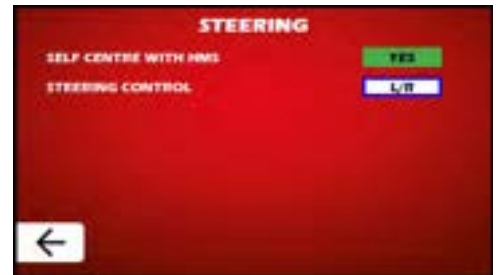 STEERING
SELF CENTRE WITH HMS YES
STEERING CONTROL L/R